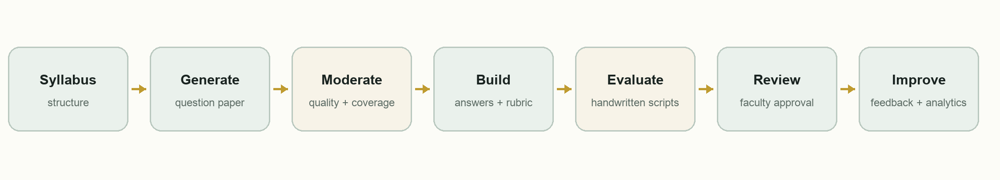 Syllabus
structure
Generate
question paper
Moderate
quality + coverage
Build
answers + rubric
Evaluate
handwritten scripts
Review
faculty approval
Improve
feedback + analytics